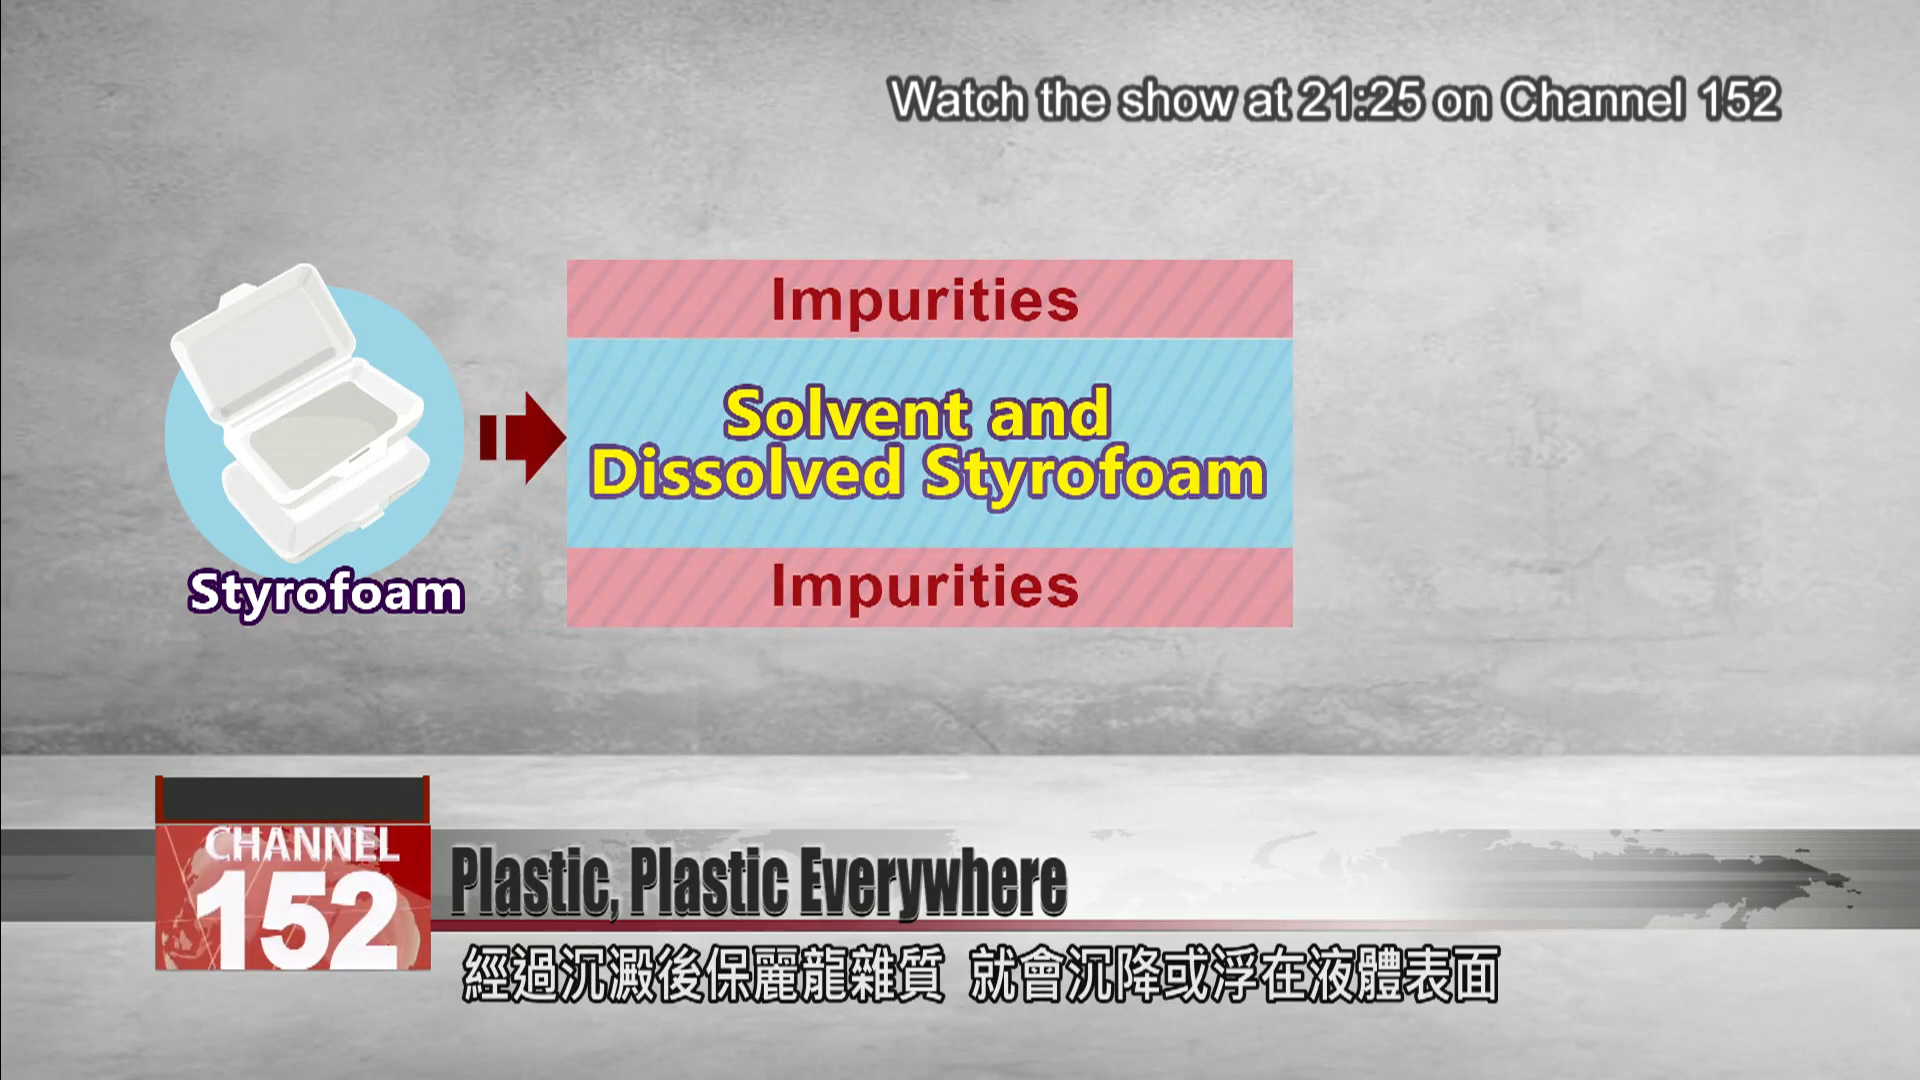 Watch the show at 21:25 on Channel 152
Impurities
Solvent and
Dissolved Styrofoam
Impurities
Styrofoam
CHANNEL
152
Plastic, Plastic Everywhere
經過沉澱後保麗龍雜質 就會沉降或浮在液體表面